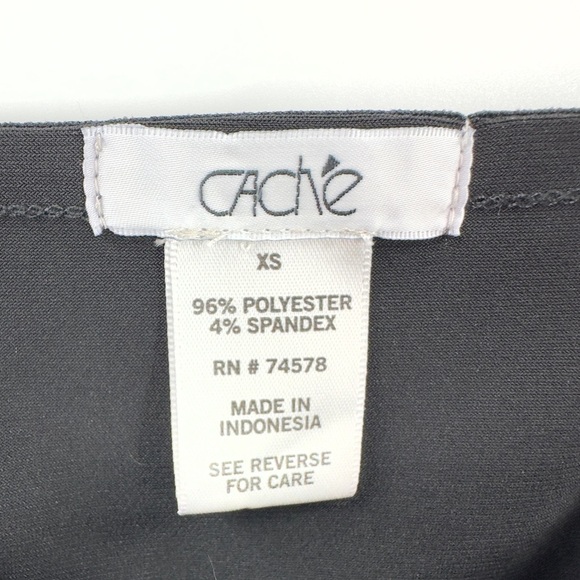 caché
XS
96% POLYESTER
4% SPANDEX
RN # 74578
MADE IN
INDONESIA
SEE REVERSE
FOR CARE